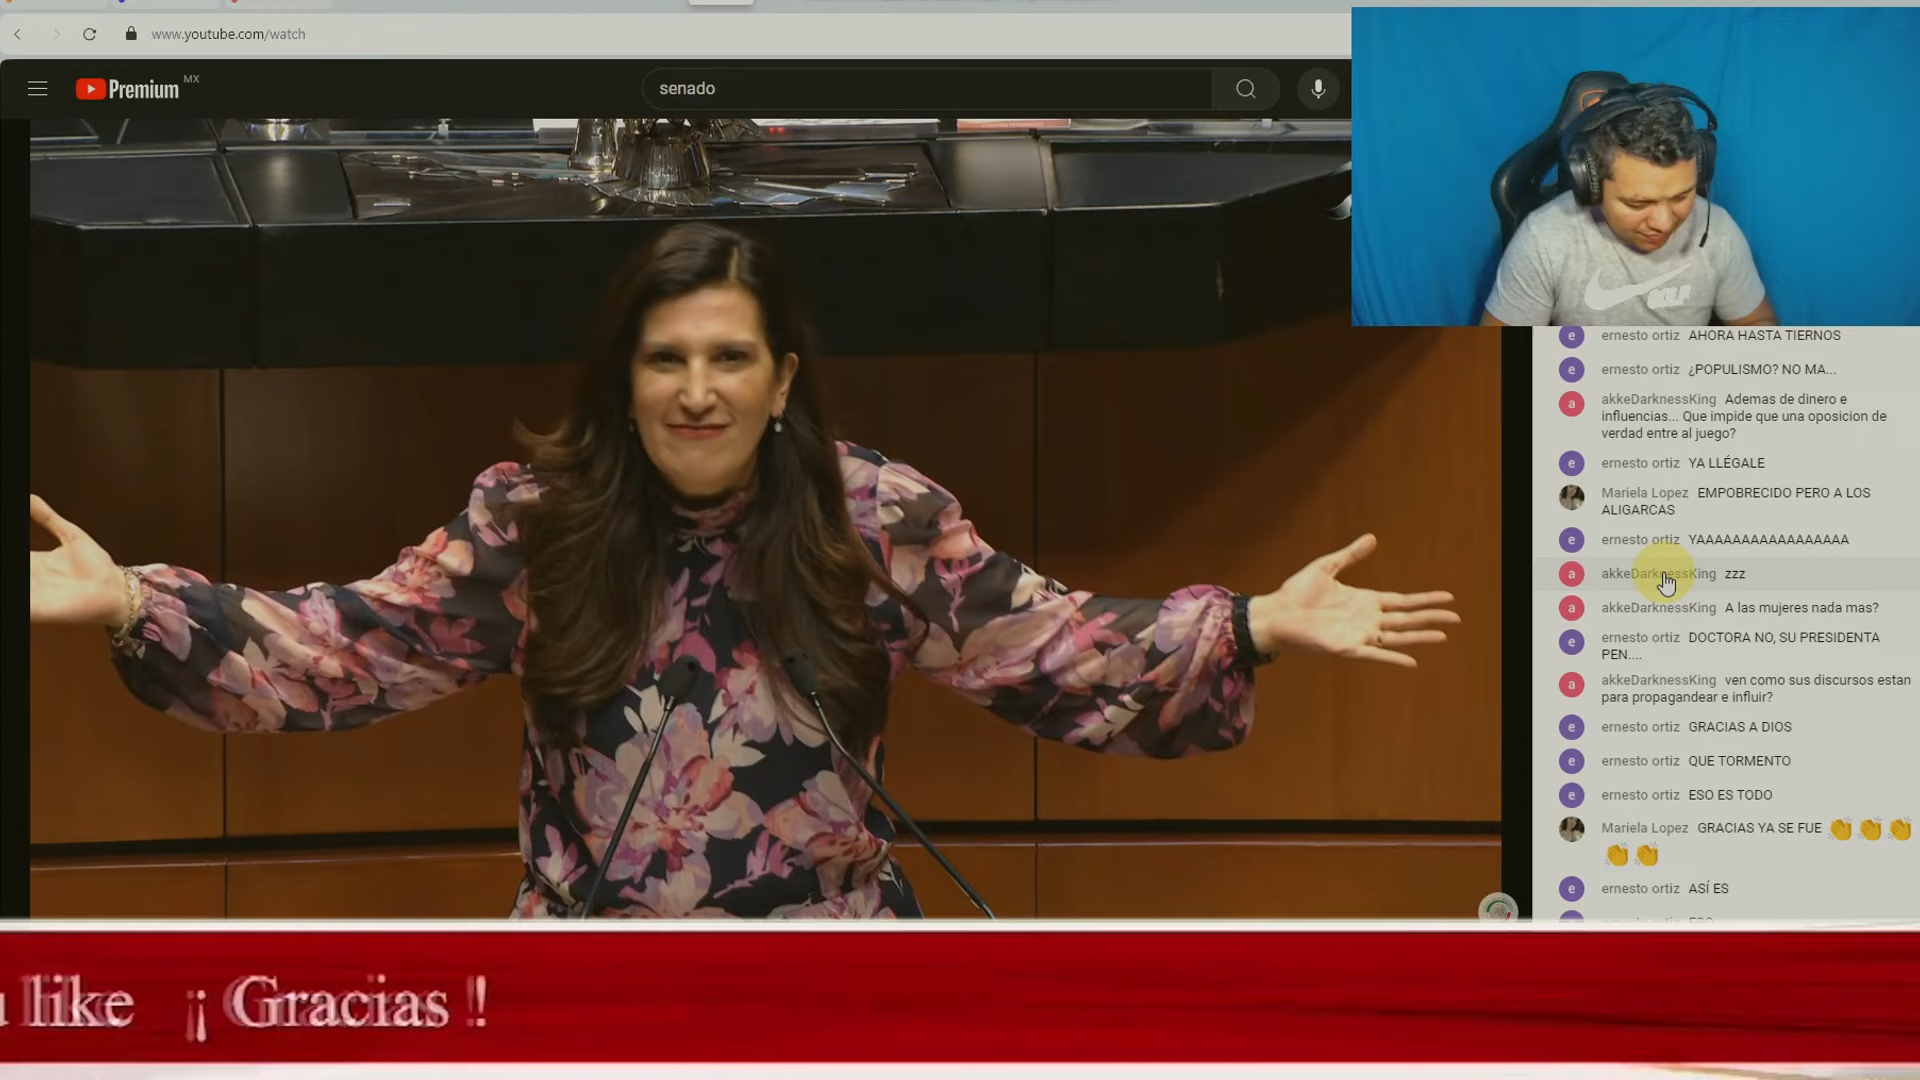 www.youtube.com/watch
Premium MX
senado
GOLF
ernesto ortiz AHORA HASTA TIERNOS
ernesto ortiz ¿POPULISMO? NO MA...
akkeDarknessKing Ademas de dinero e
influencias... Que impide que una oposicion de
verdad entre al juego?
ernesto ortiz YA LLÉGALE
Mariela Lopez EMPOBRECIDO PERO A LOS
ALIGARCAS
ernesto ortiz YAAAAAAAAAAAAAAAAA
akkeDarknessKing zzz
akkeDarknessKing A las mujeres nada mas?
ernesto ortiz DOCTORA NO, SU PRESIDENTA
PEN....
akkeDarknessKing ven como sus discursos estan
para propagandear e influir?
ernesto ortiz GRACIAS A DIOS
ernesto ortiz QUE TORMENTO
ernesto ortiz ESO ES TODO
Mariela Lopez GRACIAS YA SE FUE 👏👏👏
👏👏
ernesto ortiz ASÍ ES
like ¡¡ Gracias !!